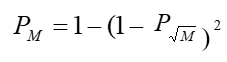 P_M = 1 - (1 - P_{√M})^2